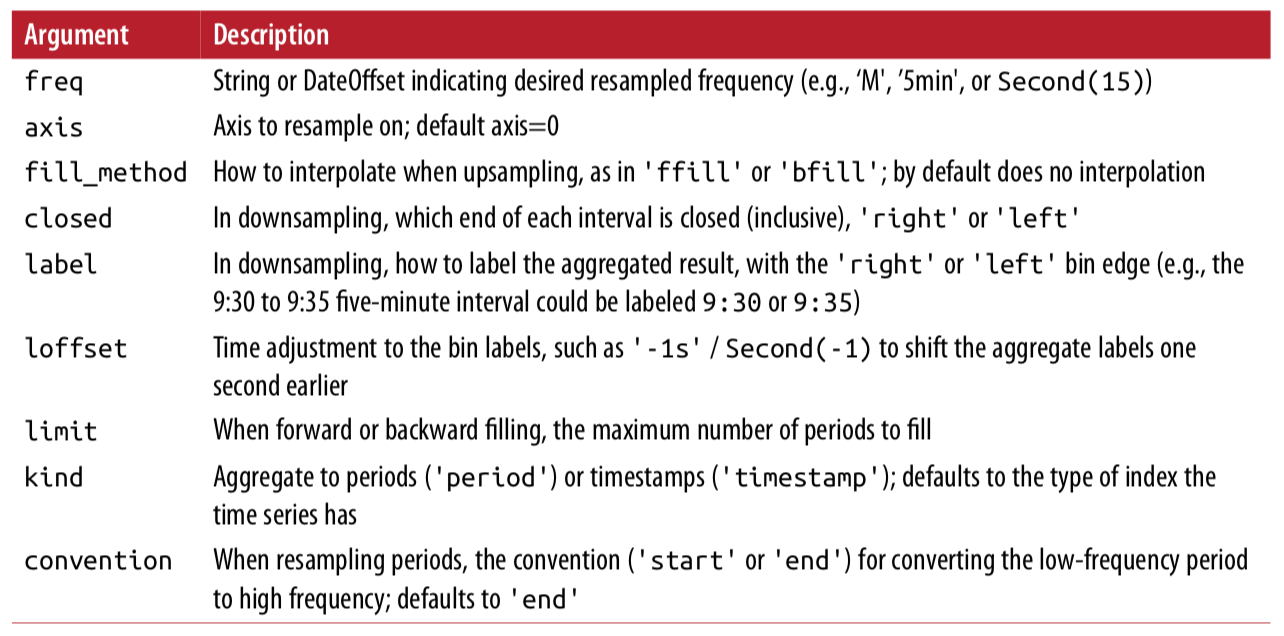 Argument Description
freq String or DateOffset indicating desired resampled frequency (e.g., ‘M', ’5min', or Second(15))
axis Axis to resample on; default axis=0
fill_method How to interpolate when upsampling, as in 'ffill' or 'bfill'; by default does no interpolation
closed In downsampling, which end of each interval is closed (inclusive), 'right' or 'left'
label In downsampling, how to label the aggregated result, with the 'right' or 'left' bin edge (e.g., the
9:30 to 9:35 five-minute interval could be labeled 9:30 or 9:35)
loffset Time adjustment to the bin labels, such as '-1s' / Second(-1) to shift the aggregate labels one
second earlier
limit When forward or backward filling, the maximum number of periods to fill
kind Aggregate to periods ('period') or timestamps ('timestamp'); defaults to the type of index the
time series has
convention When resampling periods, the convention ('start' or 'end') for converting the low-frequency period
to high frequency; defaults to 'end'